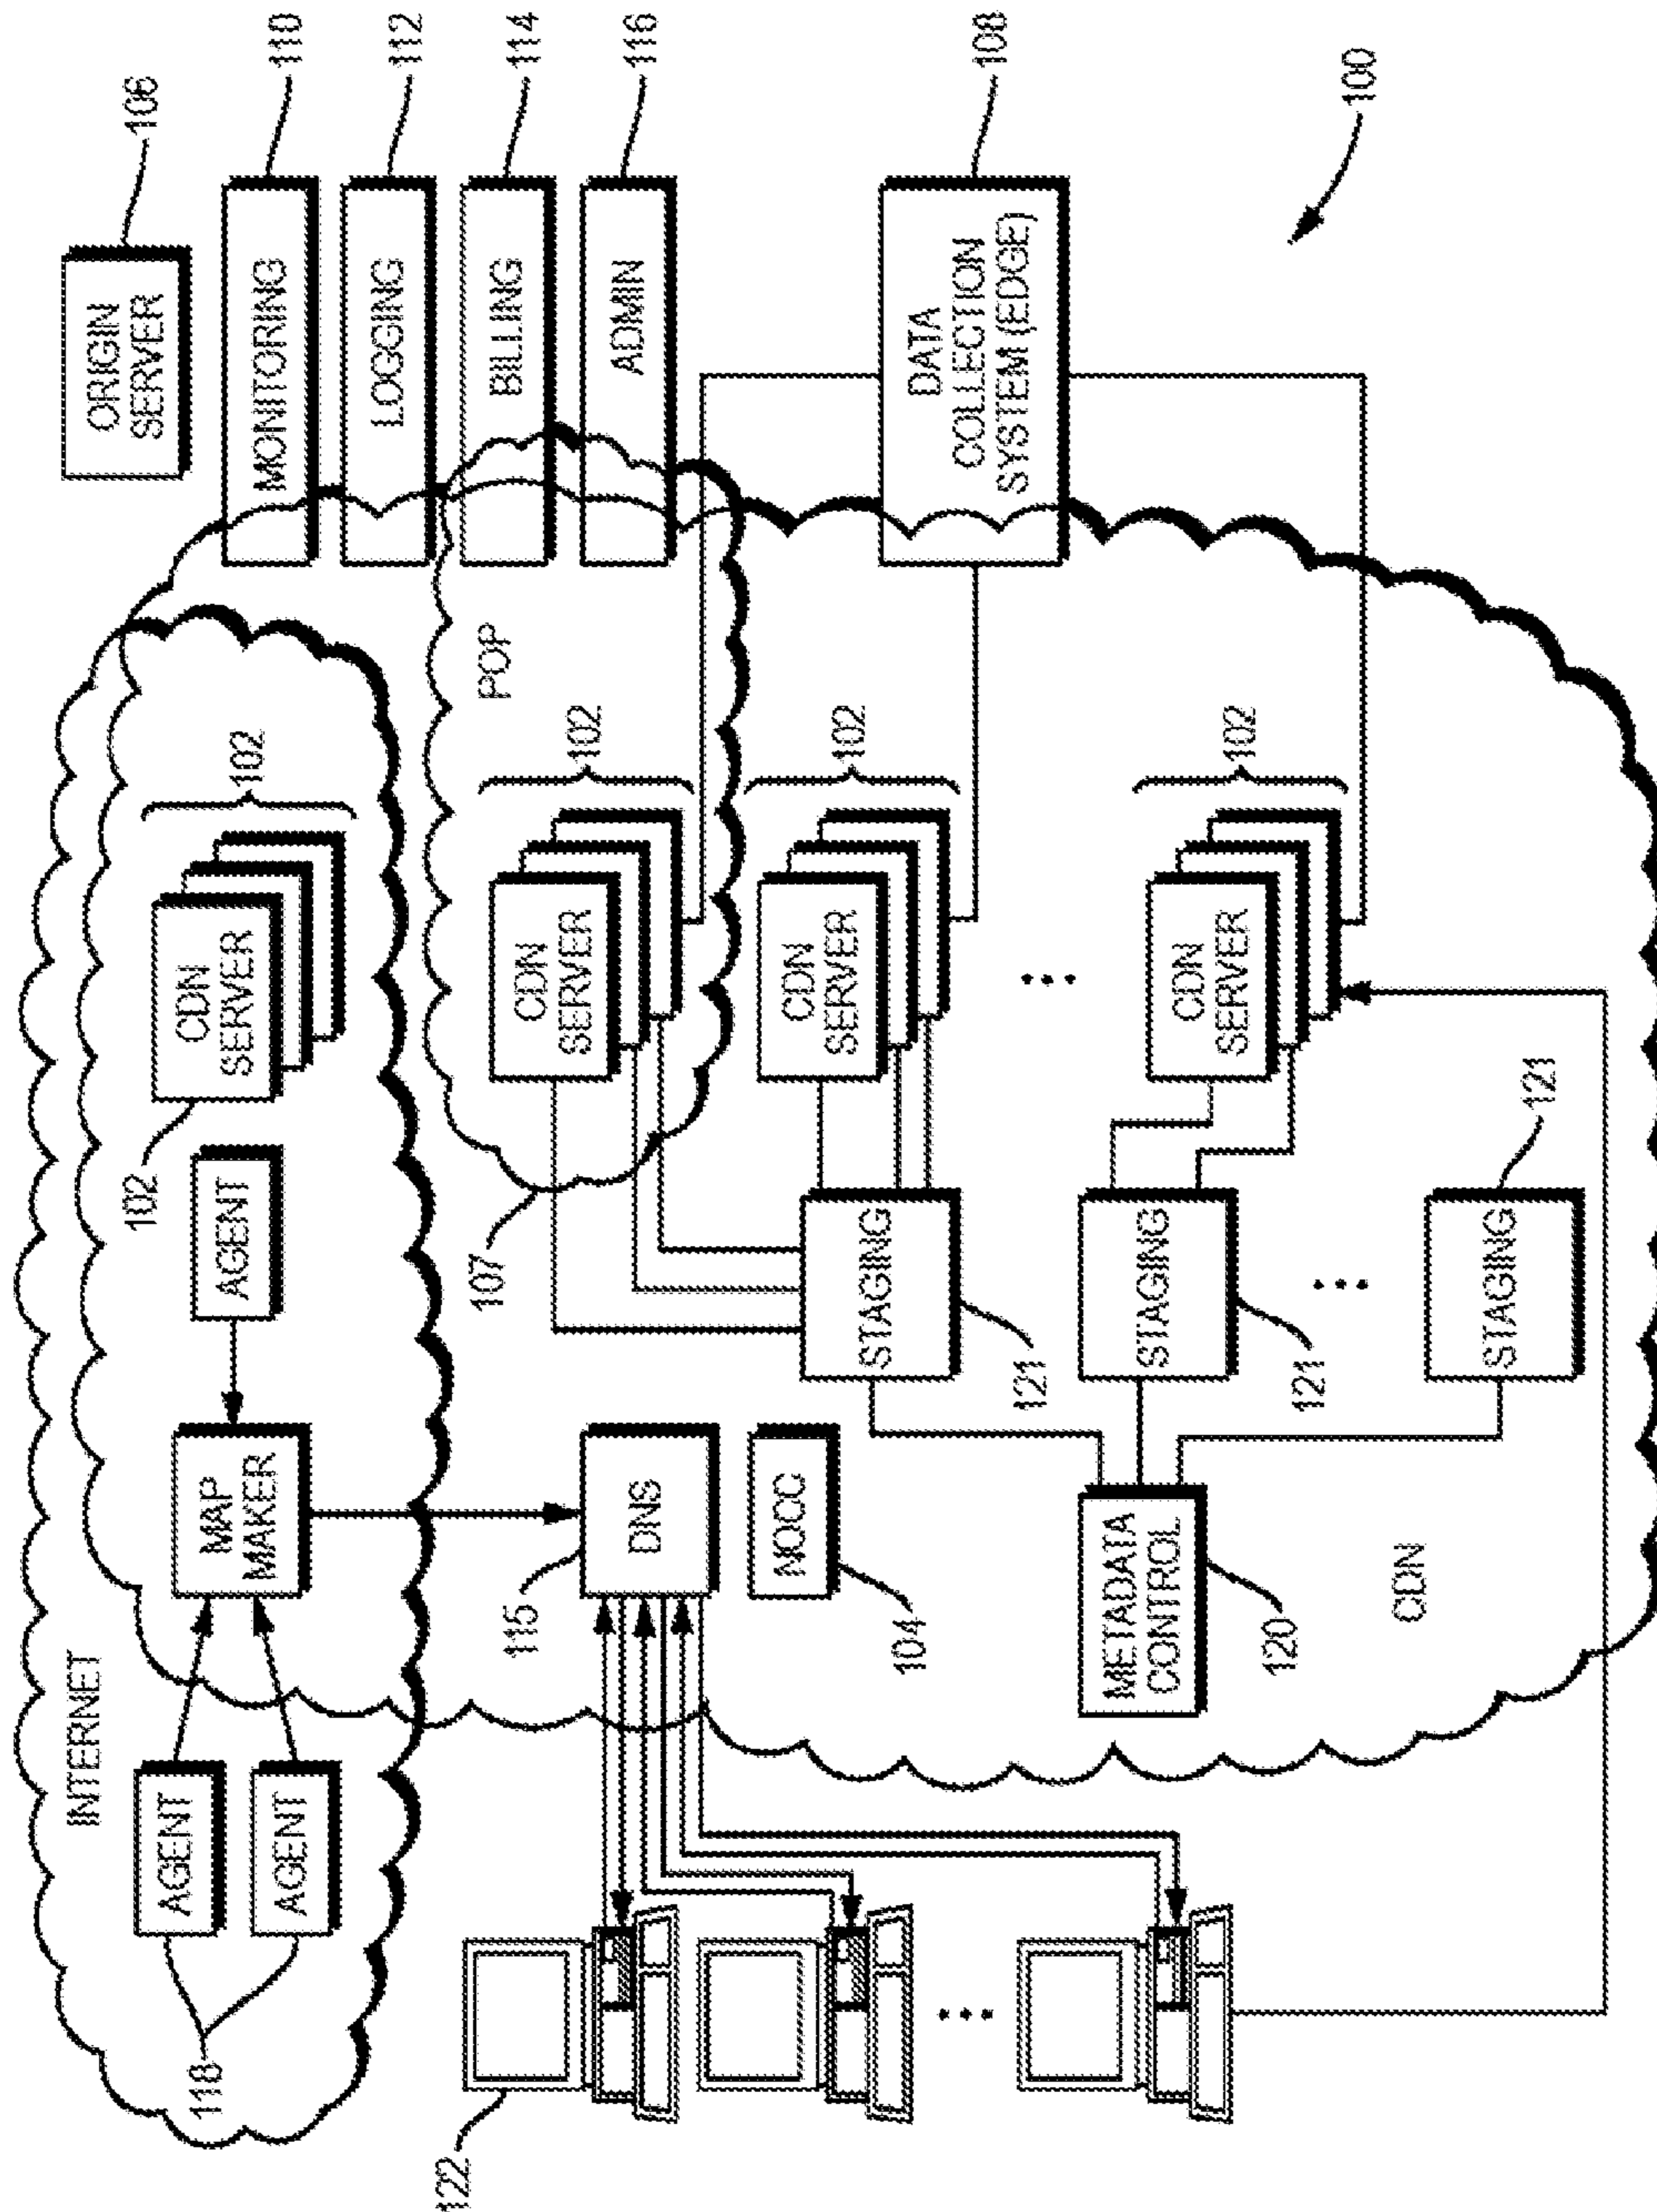 INTERNET
AGENT
AGENT
118
MAP
MAKER
AGENT
102
CDN
SERVER
102
ORIGIN
SERVER
106
MONITORING
110
LOGGING
112
BILLING
114
ADMIN
116
POP
122
115
DNS
107
CDN
SERVER
102
NOCC
104
STAGING
121
CDN
SERVER
102
DATA
COLLECTION
SYSTEM (EDGE)
108
METADATA
CONTROL
120
STAGING
121
CDN
SERVER
102
STAGING
121
CDN
100